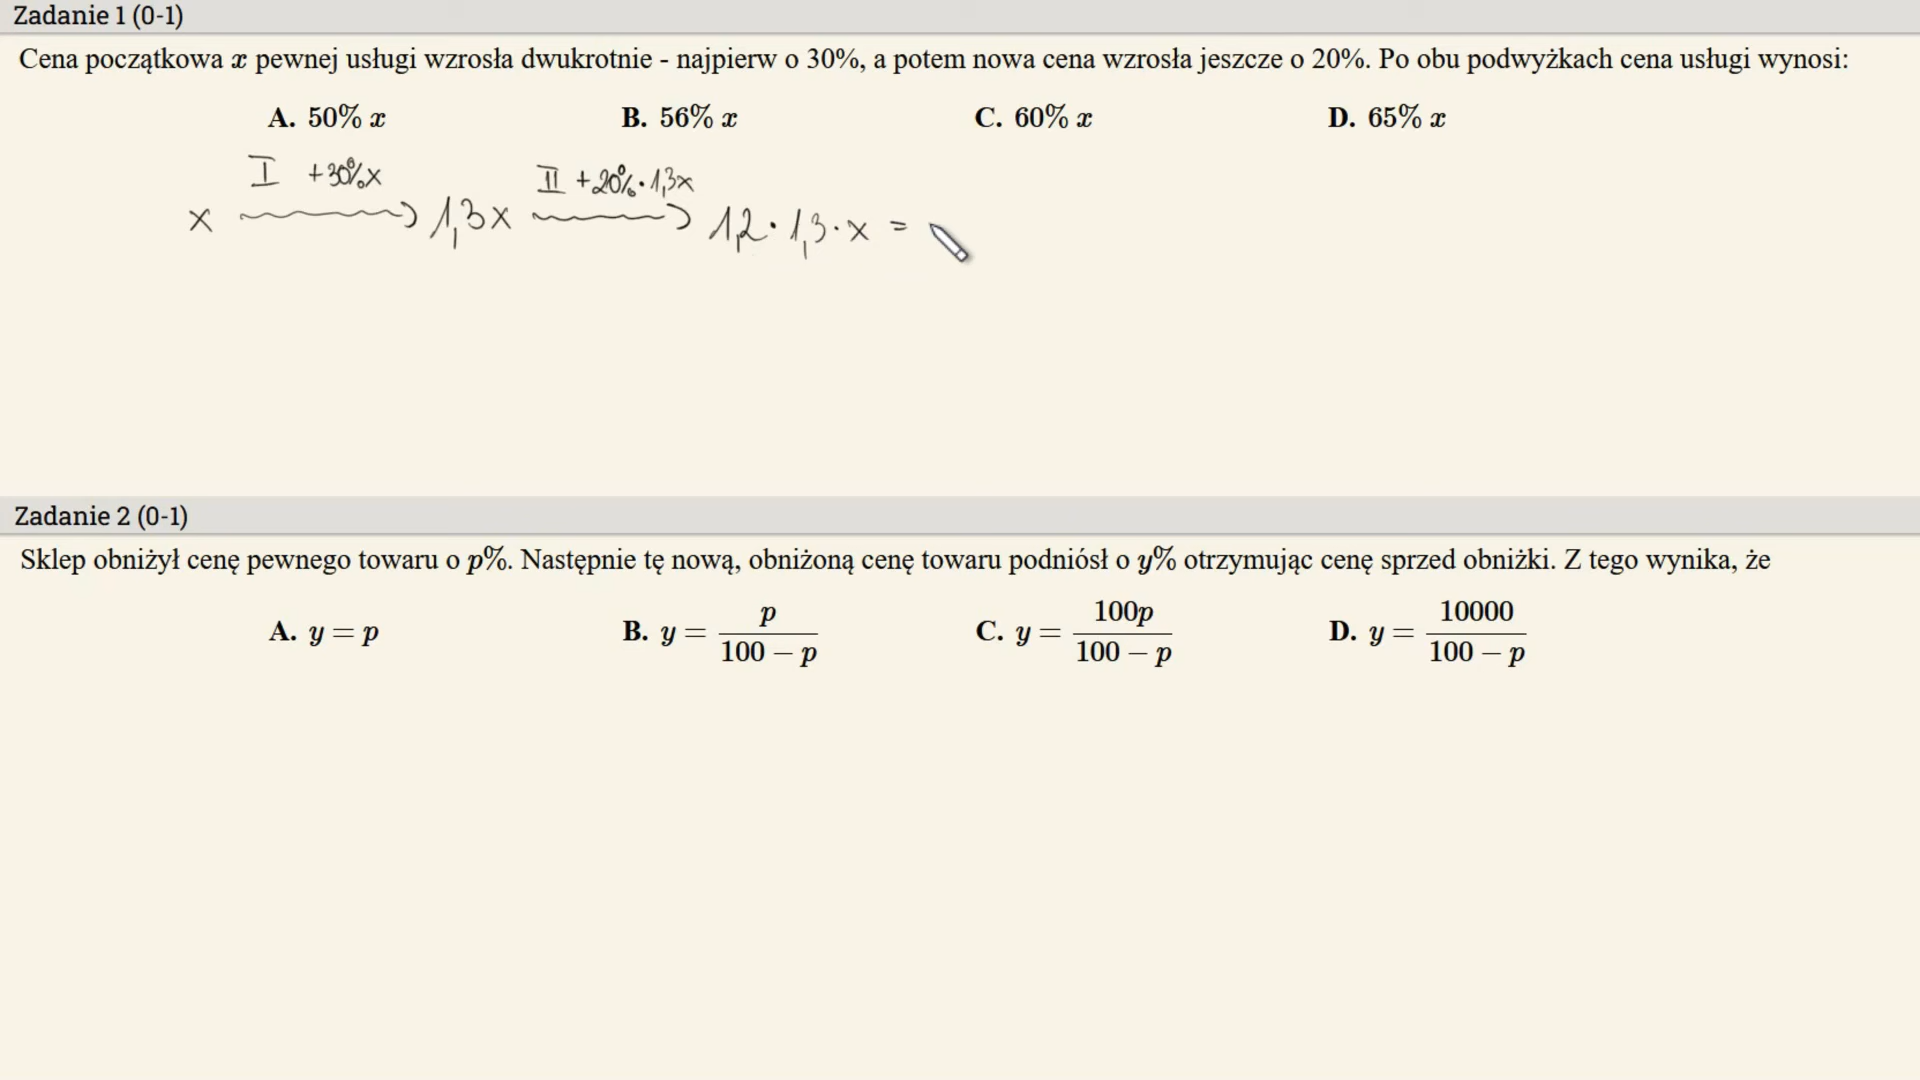 Zadanie 1 (0-1)
Cena początkowa x pewnej usługi wzrosła dwukrotnie - najpierw o 30%, a potem nowa cena wzrosła jeszcze o 20%. Po obu podwyżkach cena usługi wynosi:
A. 50% x B. 56% x C. 60% x D. 65% x
I +30%x II +20%·1,3x
x → 1,3x → 1,2·1,3·x =
Zadanie 2 (0-1)
Sklep obniżył cenę pewnego towaru o p%. Następnie tę nową, obniżoną cenę towaru podniósł o y% otrzymując cenę sprzed obniżki. Z tego wynika, że
A. y = p B. y = p/(100 − p) C. y = 100p/(100 − p) D. y = 10000/(100 − p)